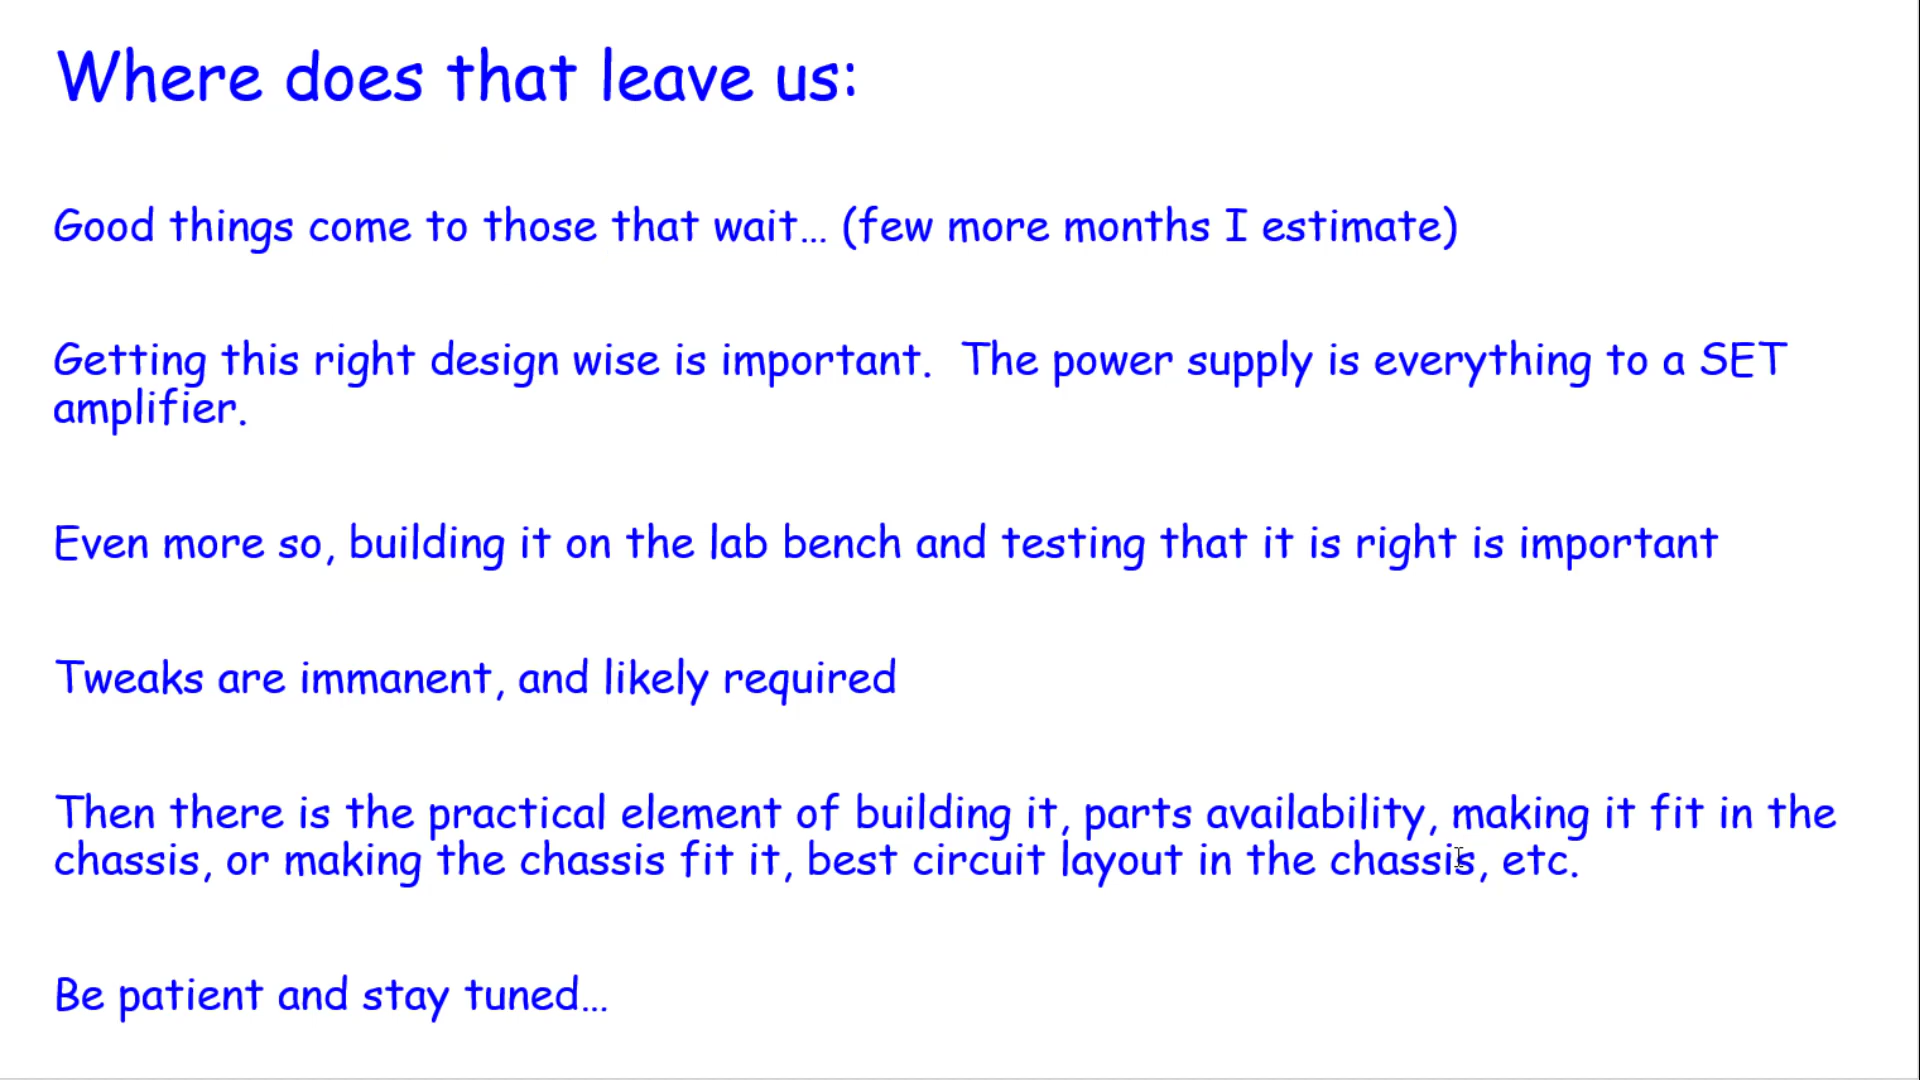 Where does that leave us:
Good things come to those that wait... (few more months I estimate)
Getting this right design wise is important.  The power supply is everything to a SET
amplifier.
Even more so, building it on the lab bench and testing that it is right is important
Tweaks are immanent, and likely required
Then there is the practical element of building it, parts availability, making it fit in the
chassis, or making the chassis fit it, best circuit layout in the chassis, etc.
Be patient and stay tuned...